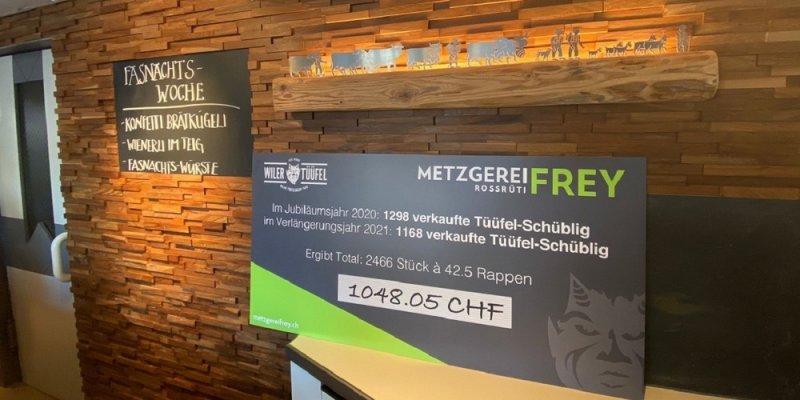 FASNACHTS-
WOCHE
- KONFETTI BRATKÜGELI
- WIENERLI IM TEIG
- FASNACHTS-WÜRSTE
WILER TÜÜFEL
METZGEREI FREY
ROSSRÜTI
Im Jubiläumsjahr 2020: 1298 verkaufte Tüüfel-Schüblig
im Verlängerungsjahr 2021: 1168 verkaufte Tüüfel-Schüblig
Ergibt Total: 2466 Stück à 42.5 Rappen
1048.05 CHF
metzgereifrey.ch